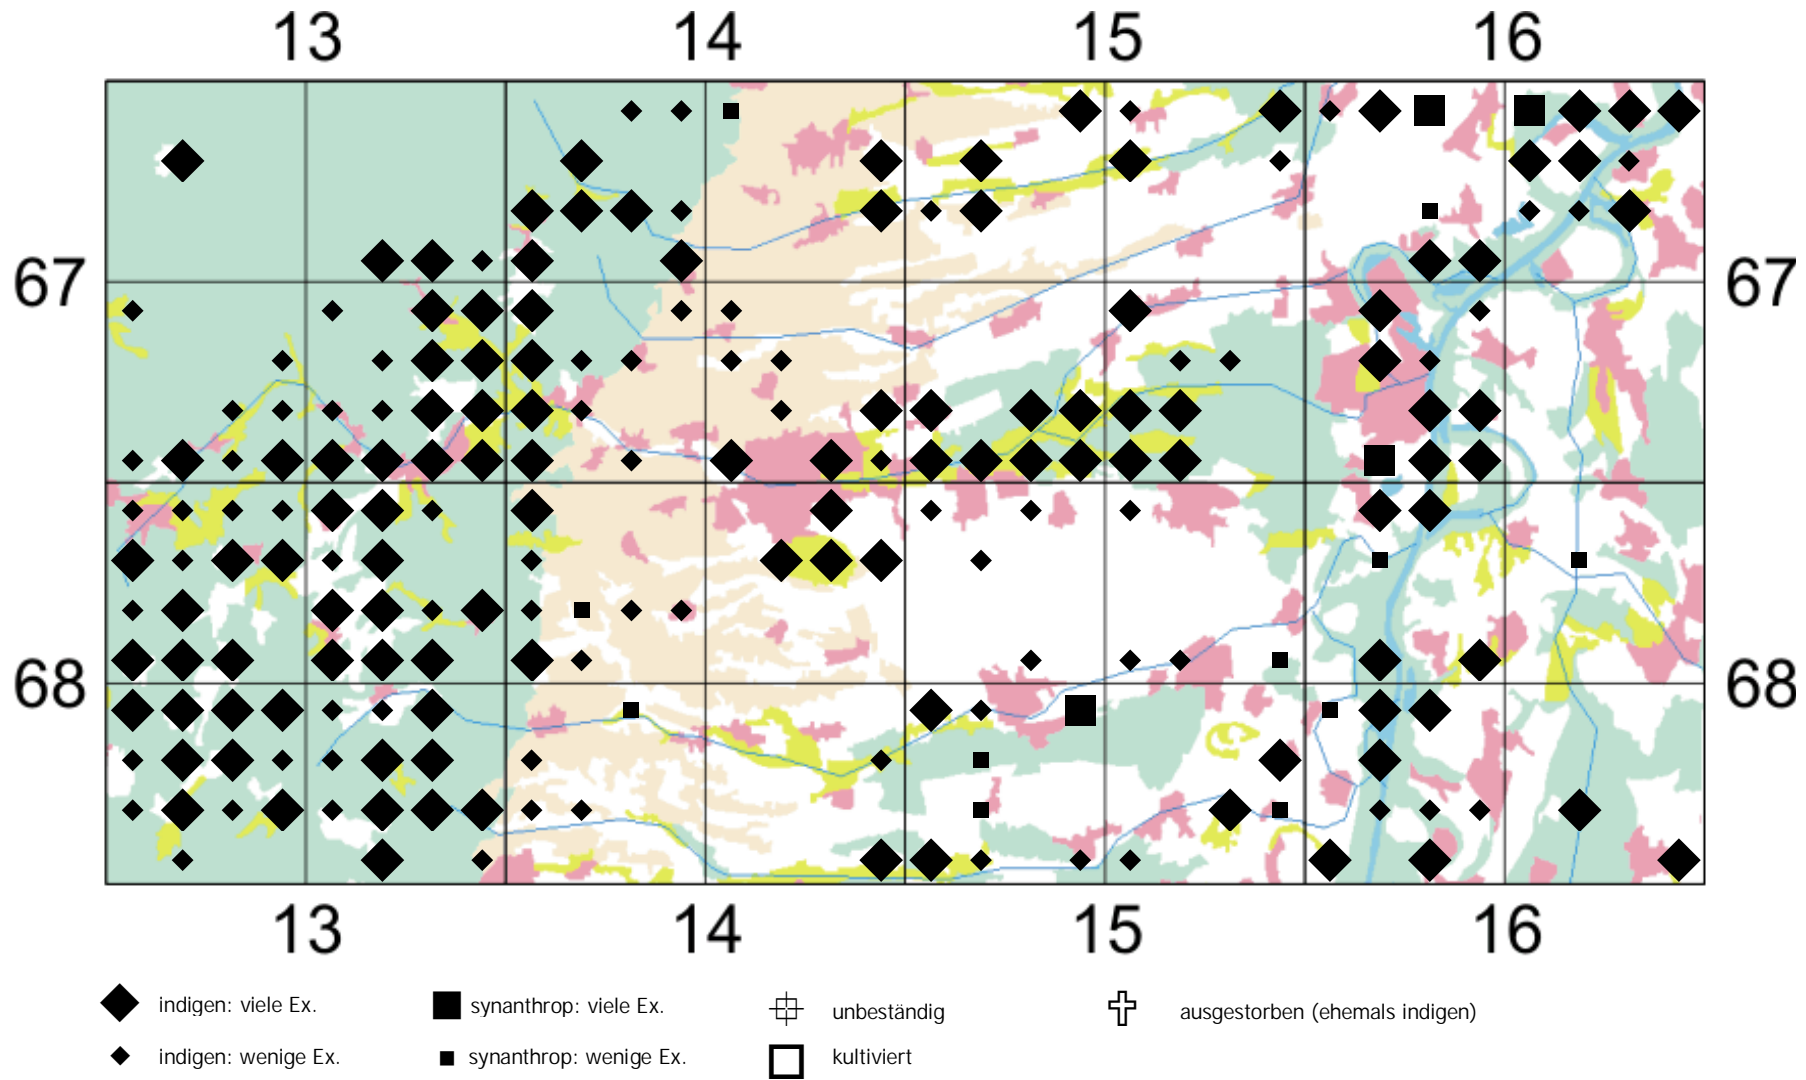 13 14 15 16
67 67
68 68
13 14 15 16
indigen: viele Ex. synanthrop: viele Ex. unbeständig ausgestorben (ehemals indigen)
indigen: wenige Ex. synanthrop: wenige Ex. kultiviert